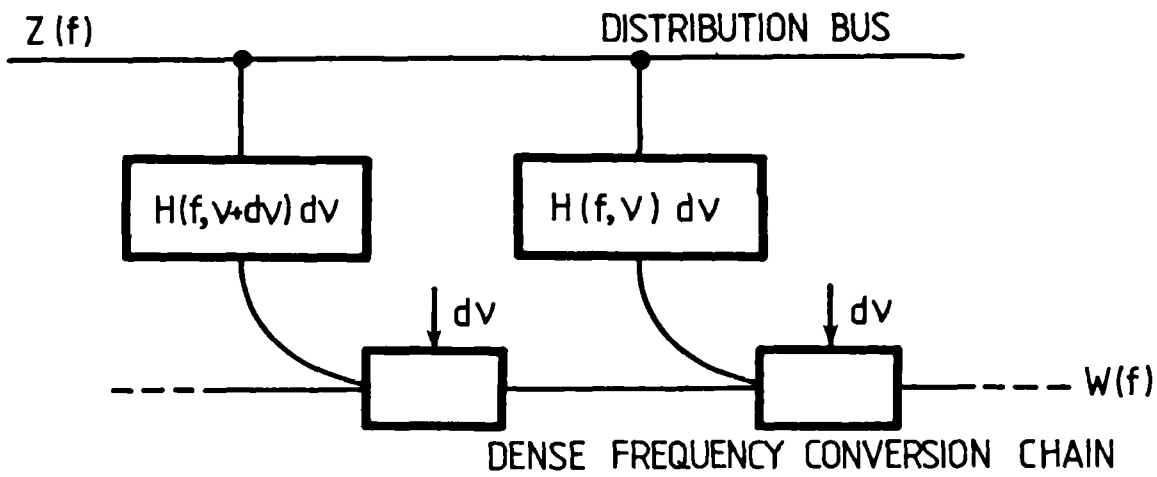 Z(f)
DISTRIBUTION BUS
H(f,ν+dν)dν
H(f,ν) dν
dν
dν
W(f)
DENSE FREQUENCY CONVERSION CHAIN